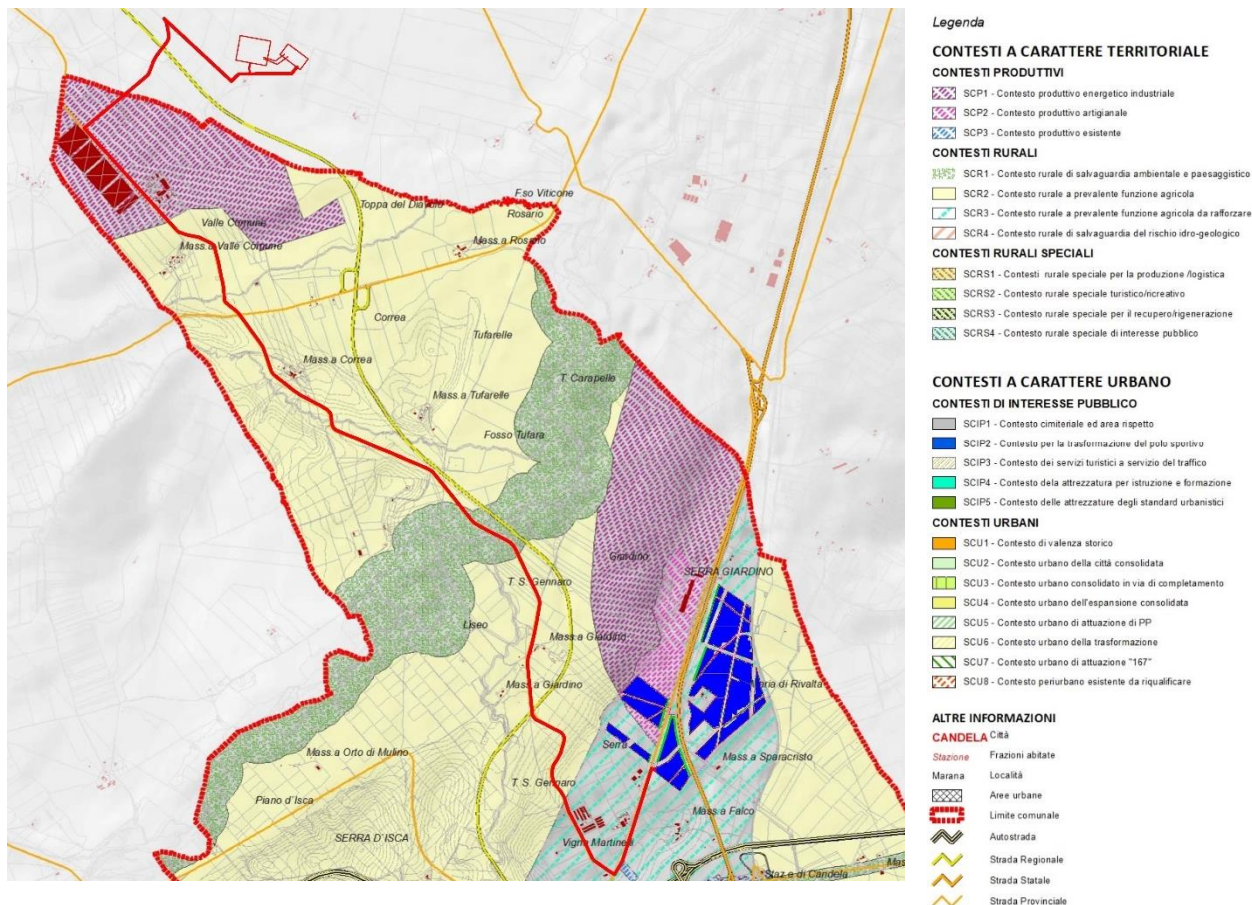 F.so Viticone
Toppa del Diavolo
Rosario
Valle Comune
Mass.a Valle Comune
Mass.a Rosario
Correa
Tufarelle
Mass.a Correa
T. Carapelle
Mass.a Tufarelle
Fosso Tufara
Giardino
SERRA GIARDINO
T. S. Gennaro
Liseo
Mass.a Giardino
Mass.a Giardino
di Rivalta
Serra
Mass.a Orto di Mulino
Mass.a Sparacristo
T. S. Gennaro
Piano d'Isca
Mass.a Falco
SERRA D'ISCA
Vigna Martinelli
Staz.e di Candela
Mas
Legenda
CONTESTI A CARATTERE TERRITORIALE
CONTESTI PRODUTTIVI
SCP1 - Contesto produttivo energetico industriale
SCP2 - Contesto produttivo artigianale
SCP3 - Contesto produttivo esistente
CONTESTI RURALI
SCR1 - Contesto rurale di salvaguardia ambientale e paesaggistico
SCR2 - Contesto rurale a prevalente funzione agricola
SCR3 - Contesto rurale a prevalente funzione agricola da rafforzare
SCR4 - Contesto rurale di salvaguardia del rischio idro-geologico
CONTESTI RURALI SPECIALI
SCRS1 - Contesti rurale speciale per la produzione /logistica
SCRS2 - Contesto rurale speciale turistico/ricreativo
SCRS3 - Contesto rurale speciale per il recupero/rigenerazione
SCRS4 - Contesto rurale speciale di interesse pubblico
CONTESTI A CARATTERE URBANO
CONTESTI DI INTERESSE PUBBLICO
SCIP1 - Contesto cimiteriale ed area rispetto
SCIP2 - Contesto per la trasformazione del polo sportivo
SCIP3 - Contesto dei servizi turistici a servizio del traffico
SCIP4 - Contesto dela attrezzatura per istruzione e formazione
SCIP5 - Contesto delle attrezzature degli standard urbanistici
CONTESTI URBANI
SCU1 - Contesto di valenza storico
SCU2 - Contesto urbano della città consolidata
SCU3 - Contesto urbano consolidato in via di completamento
SCU4 - Contesto urbano dell'espansione consolidata
SCU5 - Contesto urbano di attuazione di PP
SCU6 - Contesto urbano della trasformazione
SCU7 - Contesto urbano di attuazione "167"
SCU8 - Contesto periurbano esistente da riqualificare
ALTRE INFORMAZIONI
CANDELA Città
Stazione Frazioni abitate
Marana Località
Aree urbane
Limite comunale
Autostrada
Strada Regionale
Strada Statale
Strada Provinciale